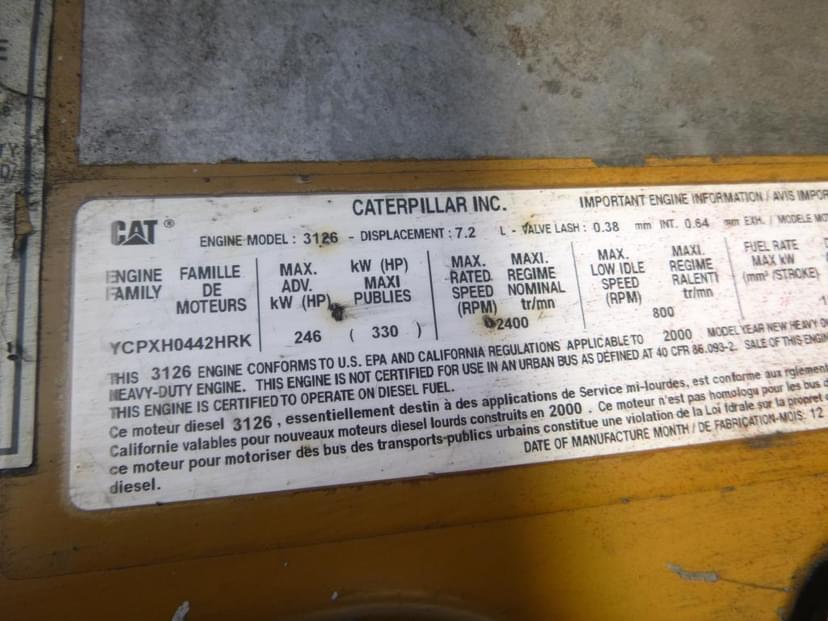 CATERPILLAR INC.
IMPORTANT ENGINE INFORMATION / AVIS
CAT®
ENGINE MODEL : 3126 - DISPLACEMENT : 7.2 L - VALVE LASH : 0.38 mm INT. 0.64 mm EXH. / MODELE
ENGINE FAMILY
FAMILLE DE MOTEURS
MAX. ADV. kW (HP)
kW (HP) MAXI PUBLIES
MAX. RATED SPEED (RPM)
MAXI. REGIME NOMINAL tr/mn
MAX. LOW IDLE SPEED (RPM)
MAXI. REGIME RALENTI tr/mn
FUEL RATE MAX kW (mm³/STROKE)
YCPXH0442HRK
246 ( 330 )
2400
800
THIS 3126 ENGINE CONFORMS TO U.S. EPA AND CALIFORNIA REGULATIONS APPLICABLE TO 2000 MODEL YEAR NEW HEAVY
HEAVY-DUTY ENGINE. THIS ENGINE IS NOT CERTIFIED FOR USE IN AN URBAN BUS AS DEFINED AT 40 CFR 86.093-2. SALE OF THIS ENGINE
THIS ENGINE IS CERTIFIED TO OPERATE ON DIESEL FUEL.
Ce moteur diesel 3126 , essentiellement destin à des applications de Service mi-lourdes, est conforme aux
Californie valables pour nouveaux moteurs diesel lourds construits en 2000 . Ce moteur n'est pas homologu pour les bus
ce moteur pour motoriser des bus des transports-publics urbains constitue une violation de la Loi fdrale sur la propret
diesel.
DATE OF MANUFACTURE MONTH / DE FABRICATION-MOIS: 12